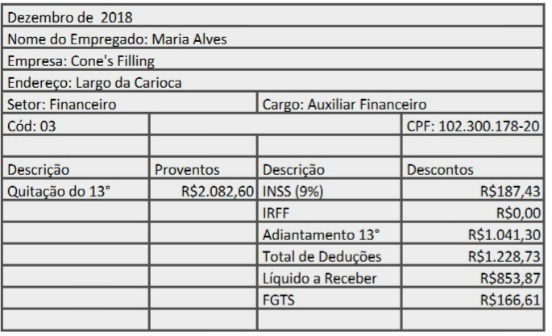 Dezembro de 2018
Nome do Empregado: Maria Alves
Empresa: Cone's Filling
Endereço: Largo da Carioca
Setor: Financeiro Cargo: Auxiliar Financeiro
Cód: 03 CPF: 102.300.178-20
Descrição Proventos Descrição Descontos
Quitação do 13° R$2.082,60 INSS (9%) R$187,43
IRFF R$0,00
Adiantamento 13° R$1.041,30
Total de Deduções R$1.228,73
Líquido a Receber R$853,87
FGTS R$166,61